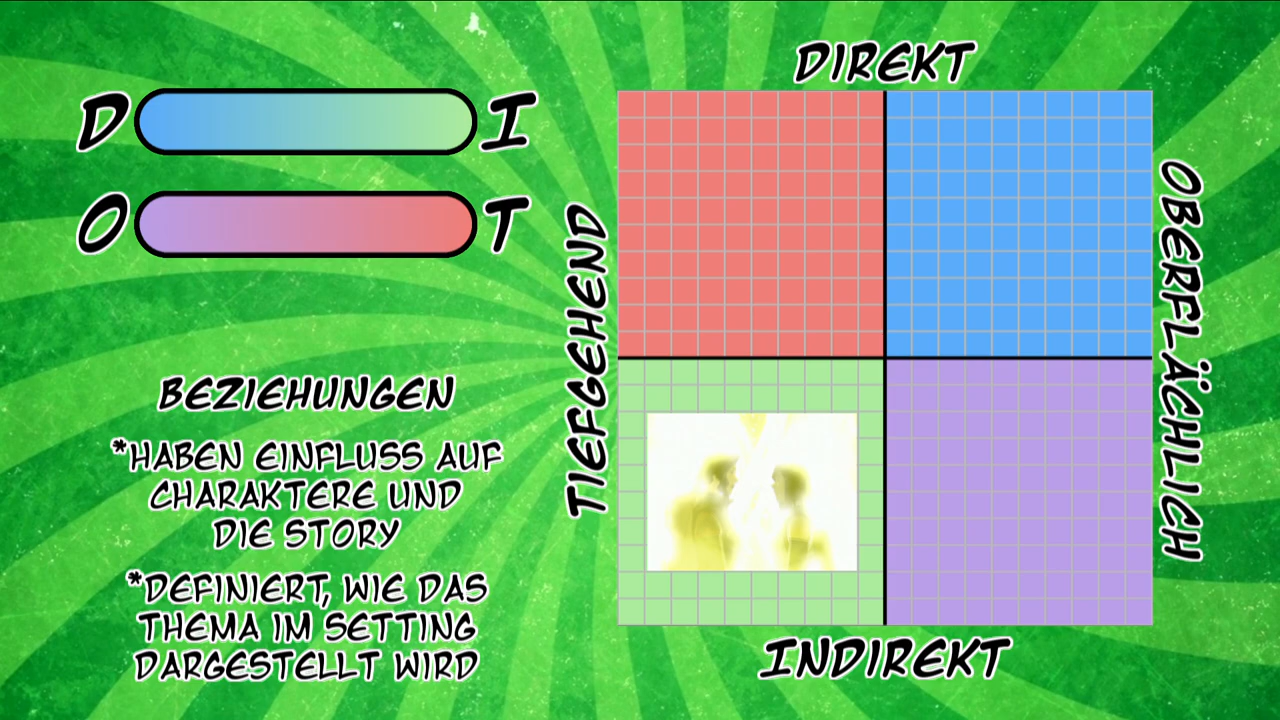 D I
O T
BEZIEHUNGEN
*HABEN EINFLUSS AUF
CHARAKTERE UND
DIE STORY
*DEFINIERT, WIE DAS
THEMA IM SETTING
DARGESTELLT WIRD
DIREKT
TIEFGEHEND
OBERFLÄCHLICH
INDIREKT